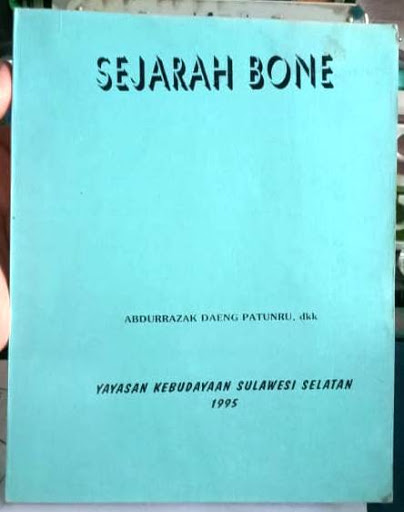 SEJARAH BONE
ABDURRAZAK DAENG PATUNRU, dkk
YAYASAN KEBUDAYAAN SULAWESI SELATAN
1995